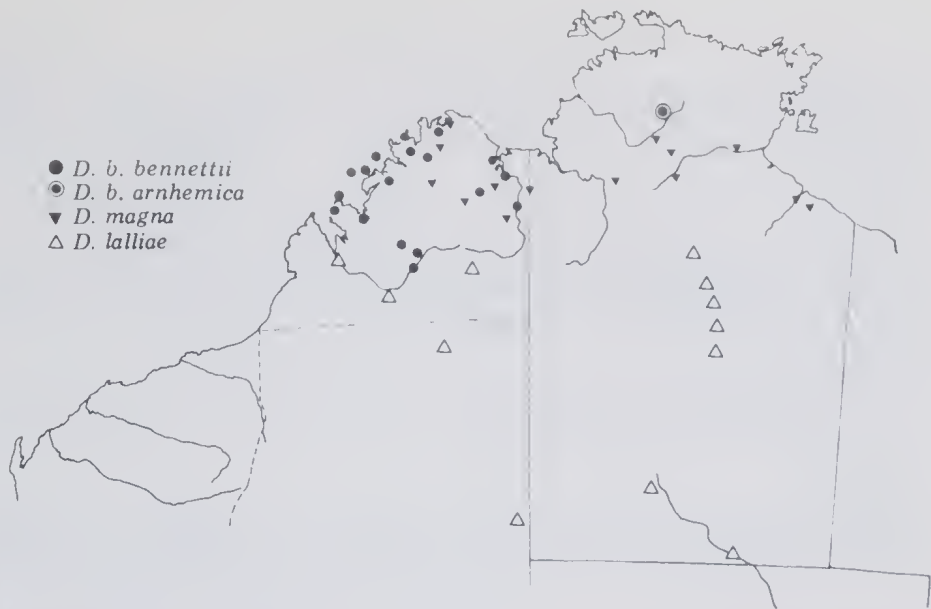 D. b. bennettii
D. b. arnhemica
D. magna
D. lalliae